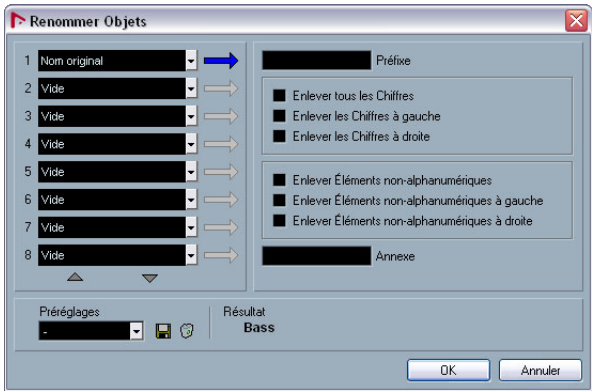 Renommer Objets
1 Nom original
2 Vide
3 Vide
4 Vide
5 Vide
6 Vide
7 Vide
8 Vide
Préfixe
Enlever tous les Chiffres
Enlever les Chiffres à gauche
Enlever les Chiffres à droite
Enlever Éléments non-alphanumériques
Enlever Éléments non-alphanumériques à gauche
Enlever Éléments non-alphanumériques à droite
Annexe
Préréglages
-
Résultat
Bass
OK
Annuler